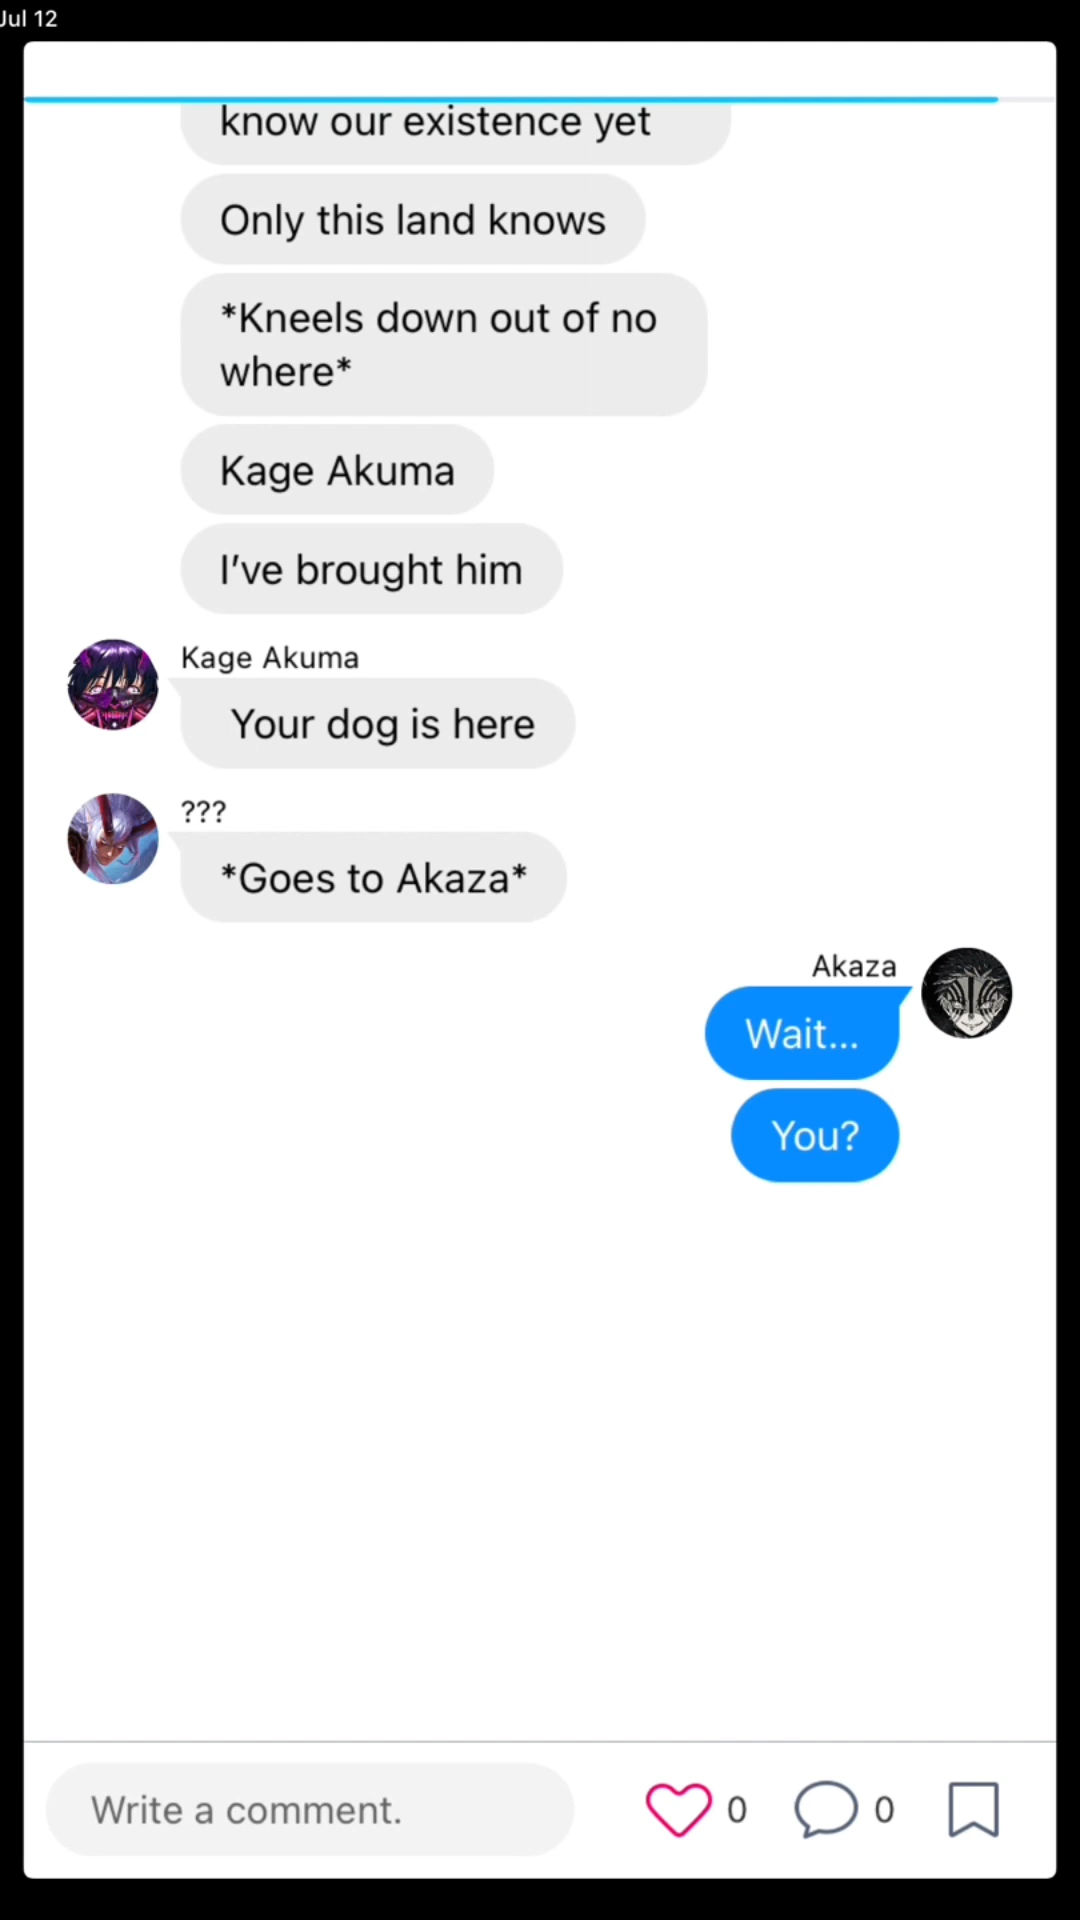 Jul 12
know our existence yet
Only this land knows
*Kneels down out of no
where*
Kage Akuma
I've brought him
Kage Akuma
Your dog is here
???
*Goes to Akaza*
Akaza
Wait...
You?
Write a comment.
0
0